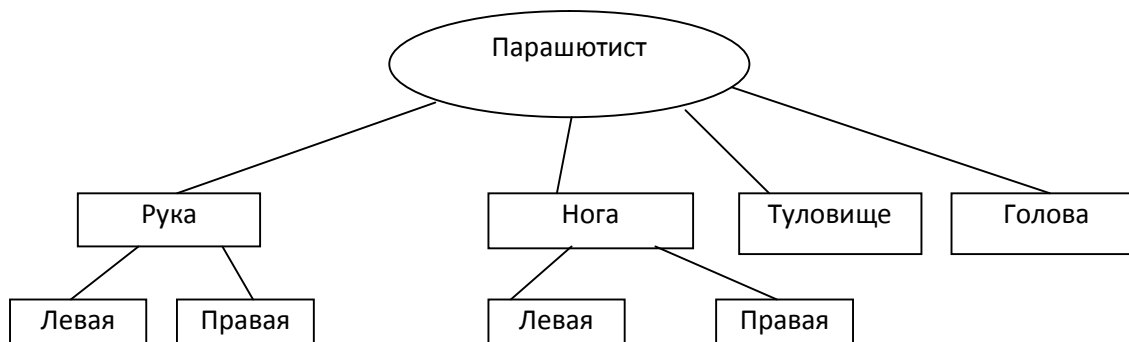 Парашютист
Рука
Нога
Туловище
Голова
Левая
Правая
Левая
Правая